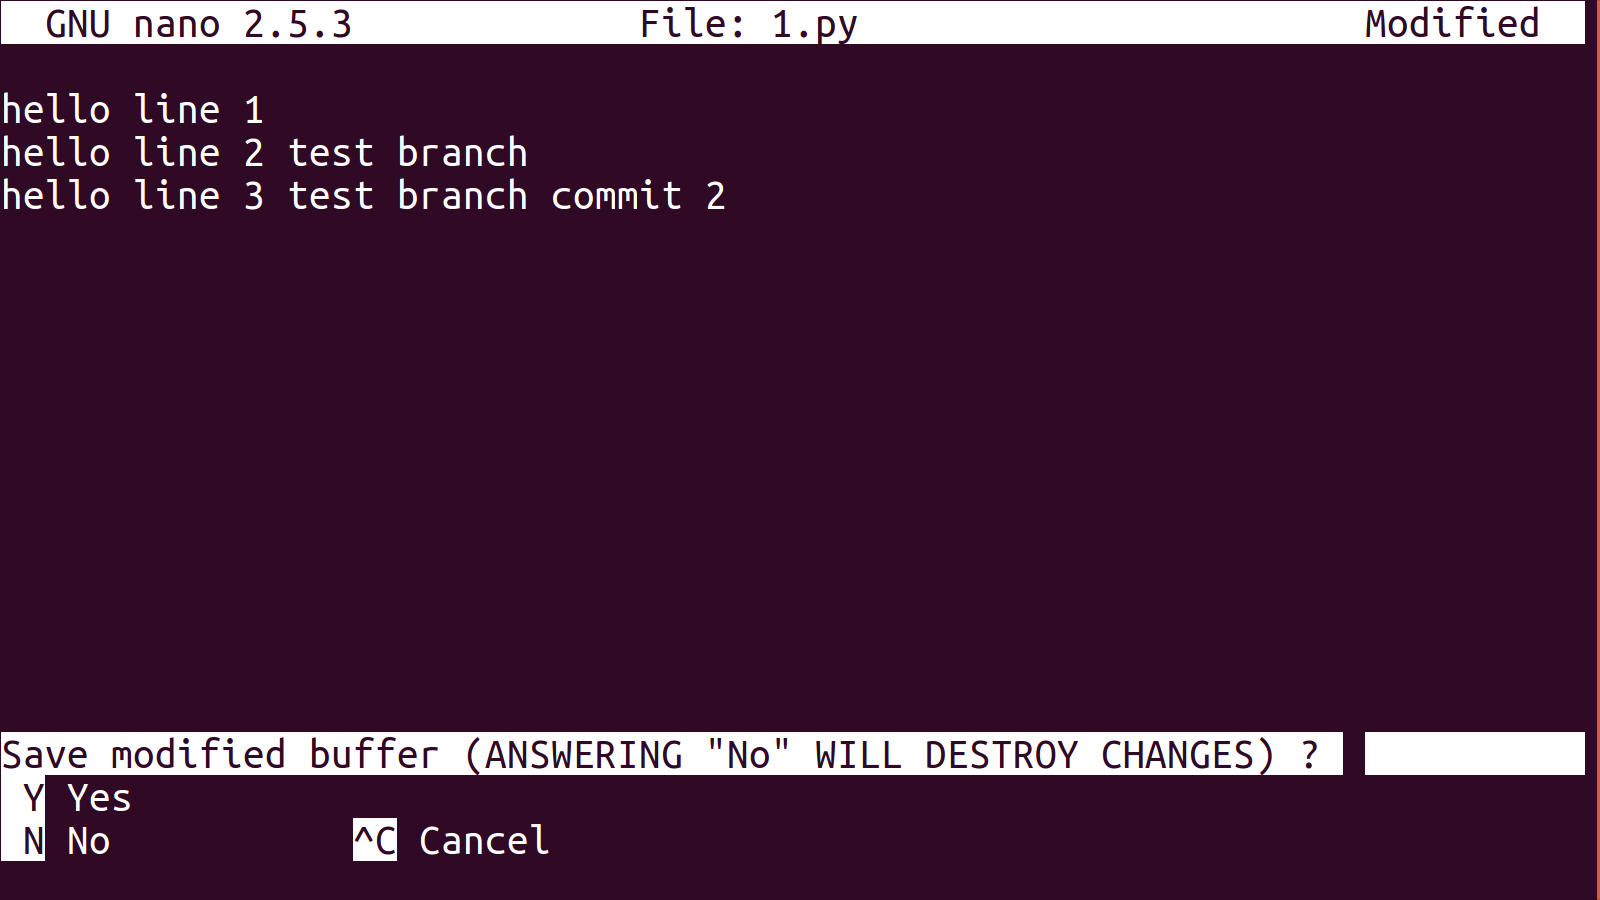 GNU nano 2.5.3 File: 1.py Modified
hello line 1
hello line 2 test branch
hello line 3 test branch commit 2
Save modified buffer (ANSWERING "No" WILL DESTROY CHANGES) ?
Y Yes
N No ^C Cancel